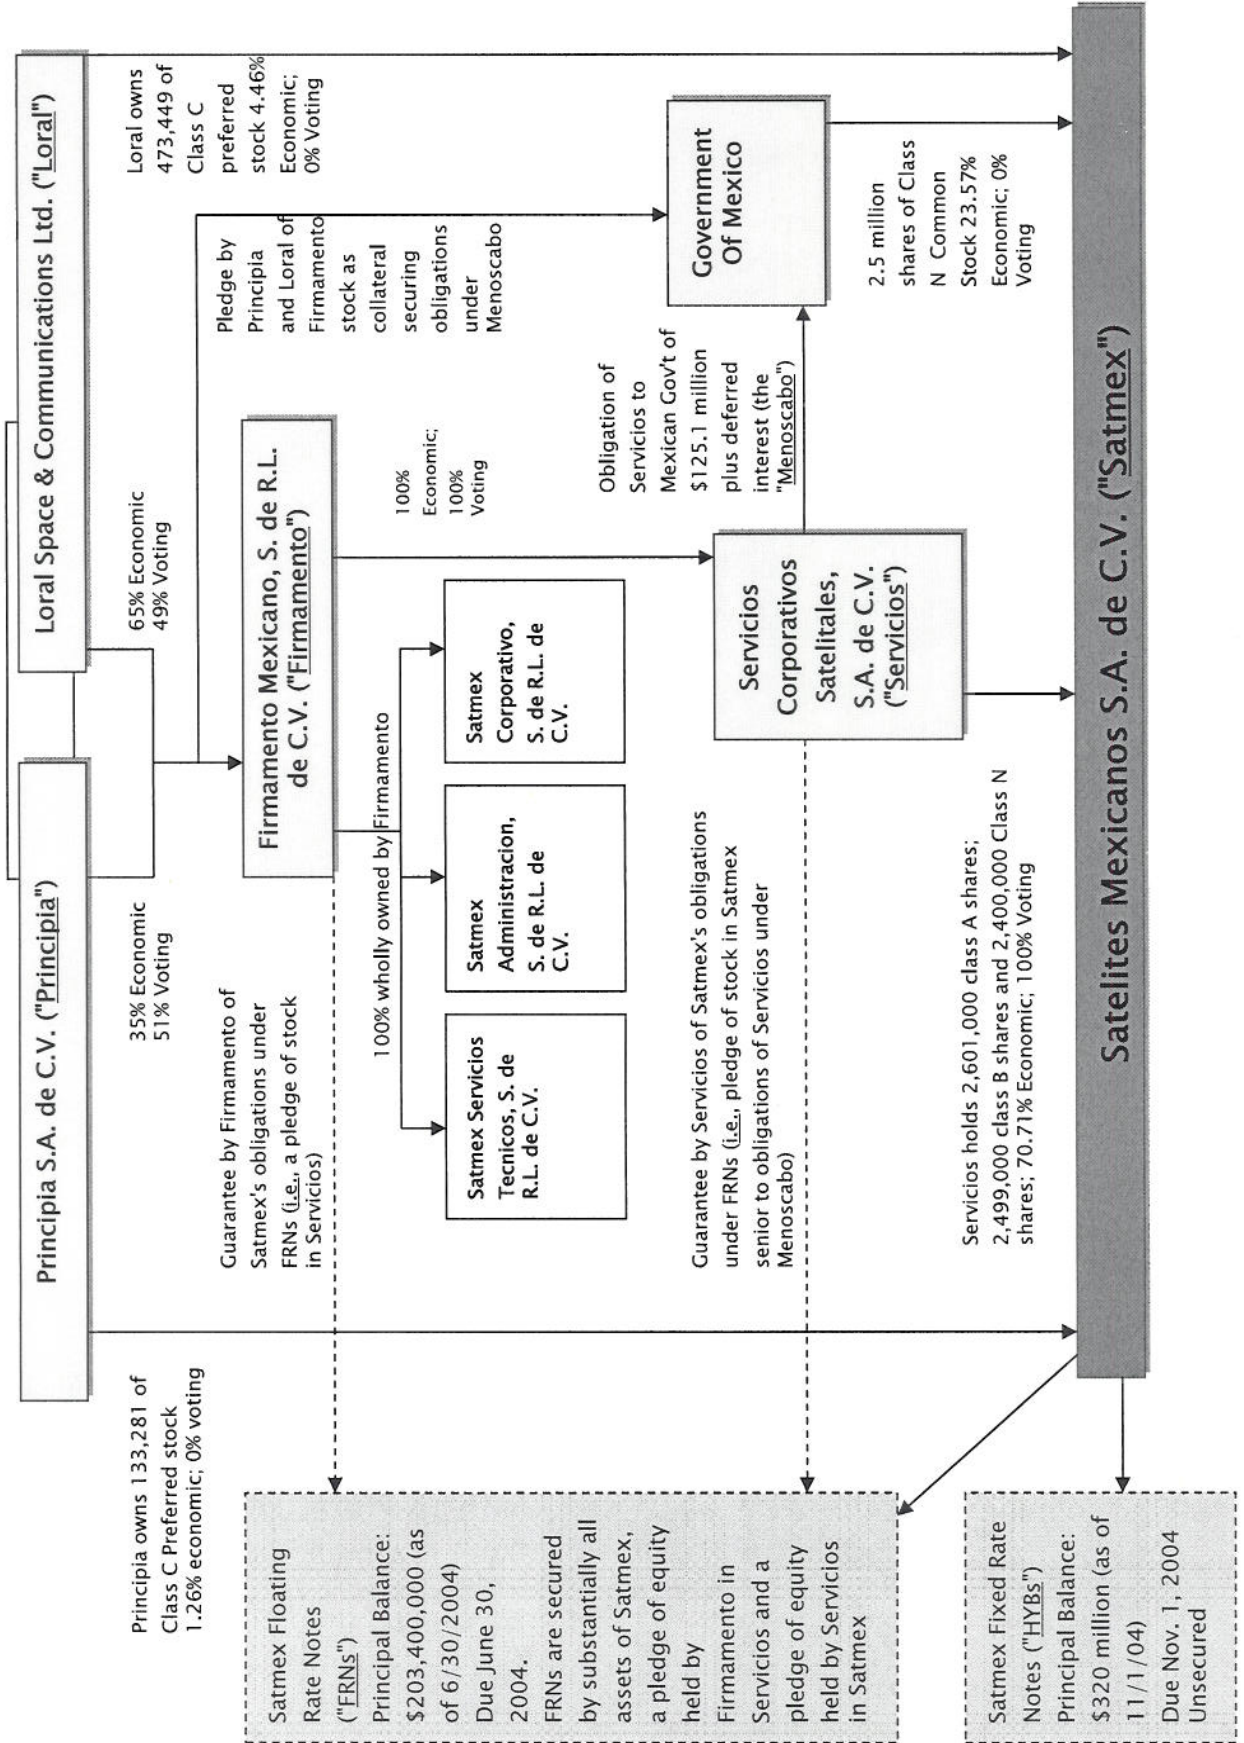 Principia S.A. de C.V. ("Principia")
Loral Space & Communications Ltd. ("Loral")
Principia owns 133,281 of
Class C Preferred stock
1.26% economic; 0% voting
35% Economic
51% Voting
65% Economic
49% Voting
Loral owns
473,449 of
Class C
preferred
stock 4.46%
Economic;
0% Voting
Guarantee by Firmamento of
Satmex's obligations under
FRNs (i.e., a pledge of stock
in Servicios)
Firmamento Mexicano, S. de R.L.
de C.V. ("Firmamento")
Pledge by
Principia
and Loral of
Firmamento
stock as
collateral
securing
obligations
under
Menoscabo
100% wholly owned by Firmamento
100%
Economic;
100%
Voting
Satmex Servicios
Tecnicos, S. de
R.L. de C.V.
Satmex
Administracion,
S. de R.L. de
C.V.
Satmex
Corporativo,
S. de R.L. de
C.V.
Obligation of
Servicios to
Mexican Gov't of
$125.1 million
plus deferred
interest (the
"Menoscabo")
Government
Of Mexico
Guarantee by Servicios of Satmex's obligations
under FRNs (i.e., pledge of stock in Satmex
senior to obligations of Servicios under
Menoscabo)
Servicios
Corporativos
Satelitales,
S.A. de C.V.
("Servicios")
2.5 million
shares of Class
N Common
Stock 23.57%
Economic; 0%
Voting
Servicios holds 2,601,000 class A shares;
2,499,000 class B shares and 2,400,000 Class N
shares; 70.71% Economic; 100% Voting
Satmex Floating
Rate Notes
("FRNs")
Principal Balance:
$203,400,000 (as
of 6/30/2004)
Due June 30,
2004.
FRNs are secured
by substantially all
assets of Satmex,
a pledge of equity
held by
Firmamento in
Servicios and a
pledge of equity
held by Servicios
in Satmex
Satmex Fixed Rate
Notes ("HYBs")
Principal Balance:
$320 million (as of
11/1/04)
Due Nov. 1, 2004
Unsecured
Satelites Mexicanos S.A. de C.V. ("Satmex")